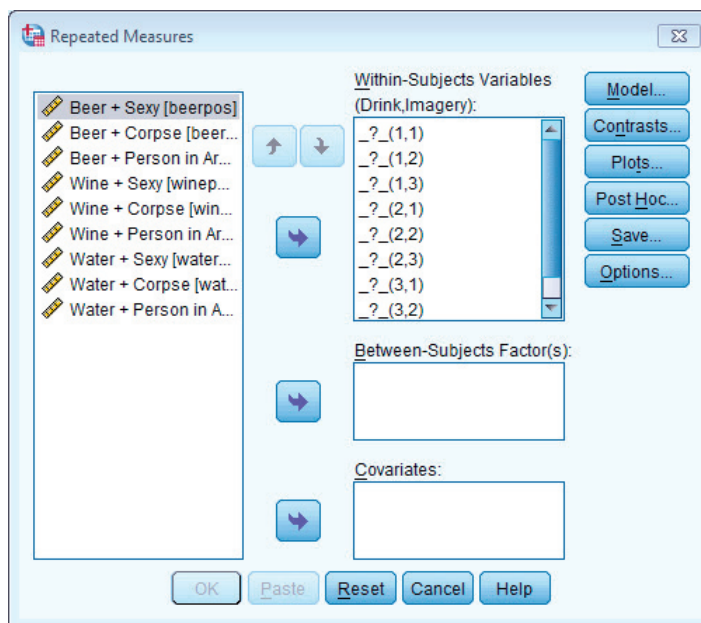 Repeated Measures
Beer + Sexy [beerpos]
Beer + Corpse [beer...
Beer + Person in Ar...
Wine + Sexy [winep...
Wine + Corpse [win...
Wine + Person in Ar...
Water + Sexy [water...
Water + Corpse [wat...
Water + Person in A...
Within-Subjects Variables
(Drink,Imagery):
_?_(1,1)
_?_(1,2)
_?_(1,3)
_?_(2,1)
_?_(2,2)
_?_(2,3)
_?_(3,1)
_?_(3,2)
Between-Subjects Factor(s):
Covariates:
Model...
Contrasts...
Plots...
Post Hoc...
Save...
Options...
OK Paste Reset Cancel Help